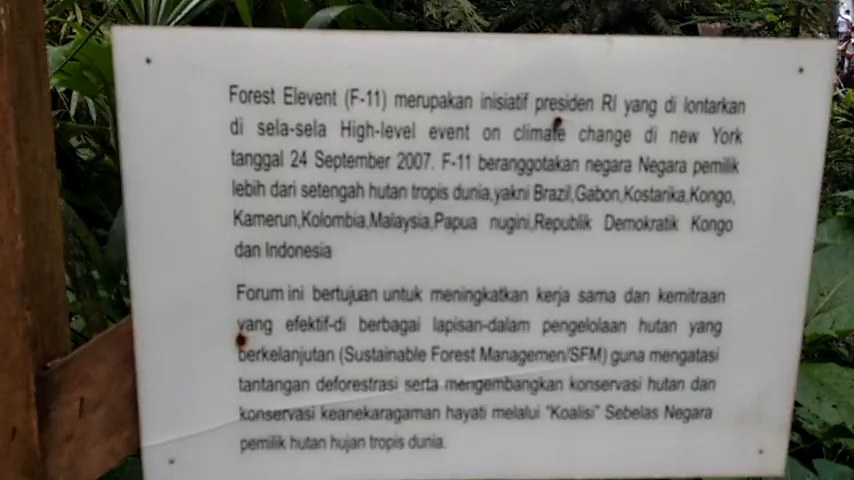 Forest Elevent (F-11) merupakan inisiatif presiden RI yang di lontarkan
di sela-sela High-level event on climate change di new York
tanggal 24 September 2007. F-11 beranggotakan negara Negara pemilik
lebih dari setengah hutan tropis dunia,yakni Brazil,Gabon,Kostarika,Kongo,
Kamerun,Kolombia,Malaysia,Papua nugini,Republik Demokratik Kongo
dan Indonesia
Forum ini bertujuan untuk meningkatkan kerja sama dan kemitraan
yang efektif-di berbagai lapisan-dalam pengelolaan hutan yang
berkelanjutan (Sustainable Forest Managemen/SFM) guna mengatasi
tantangan deforestrasi serta mengembangkan konservasi hutan dan
konservasi keanekaragaman hayati melalui "Koalisi" Sebelas Negara
pemilik hutan hujan tropis dunia.